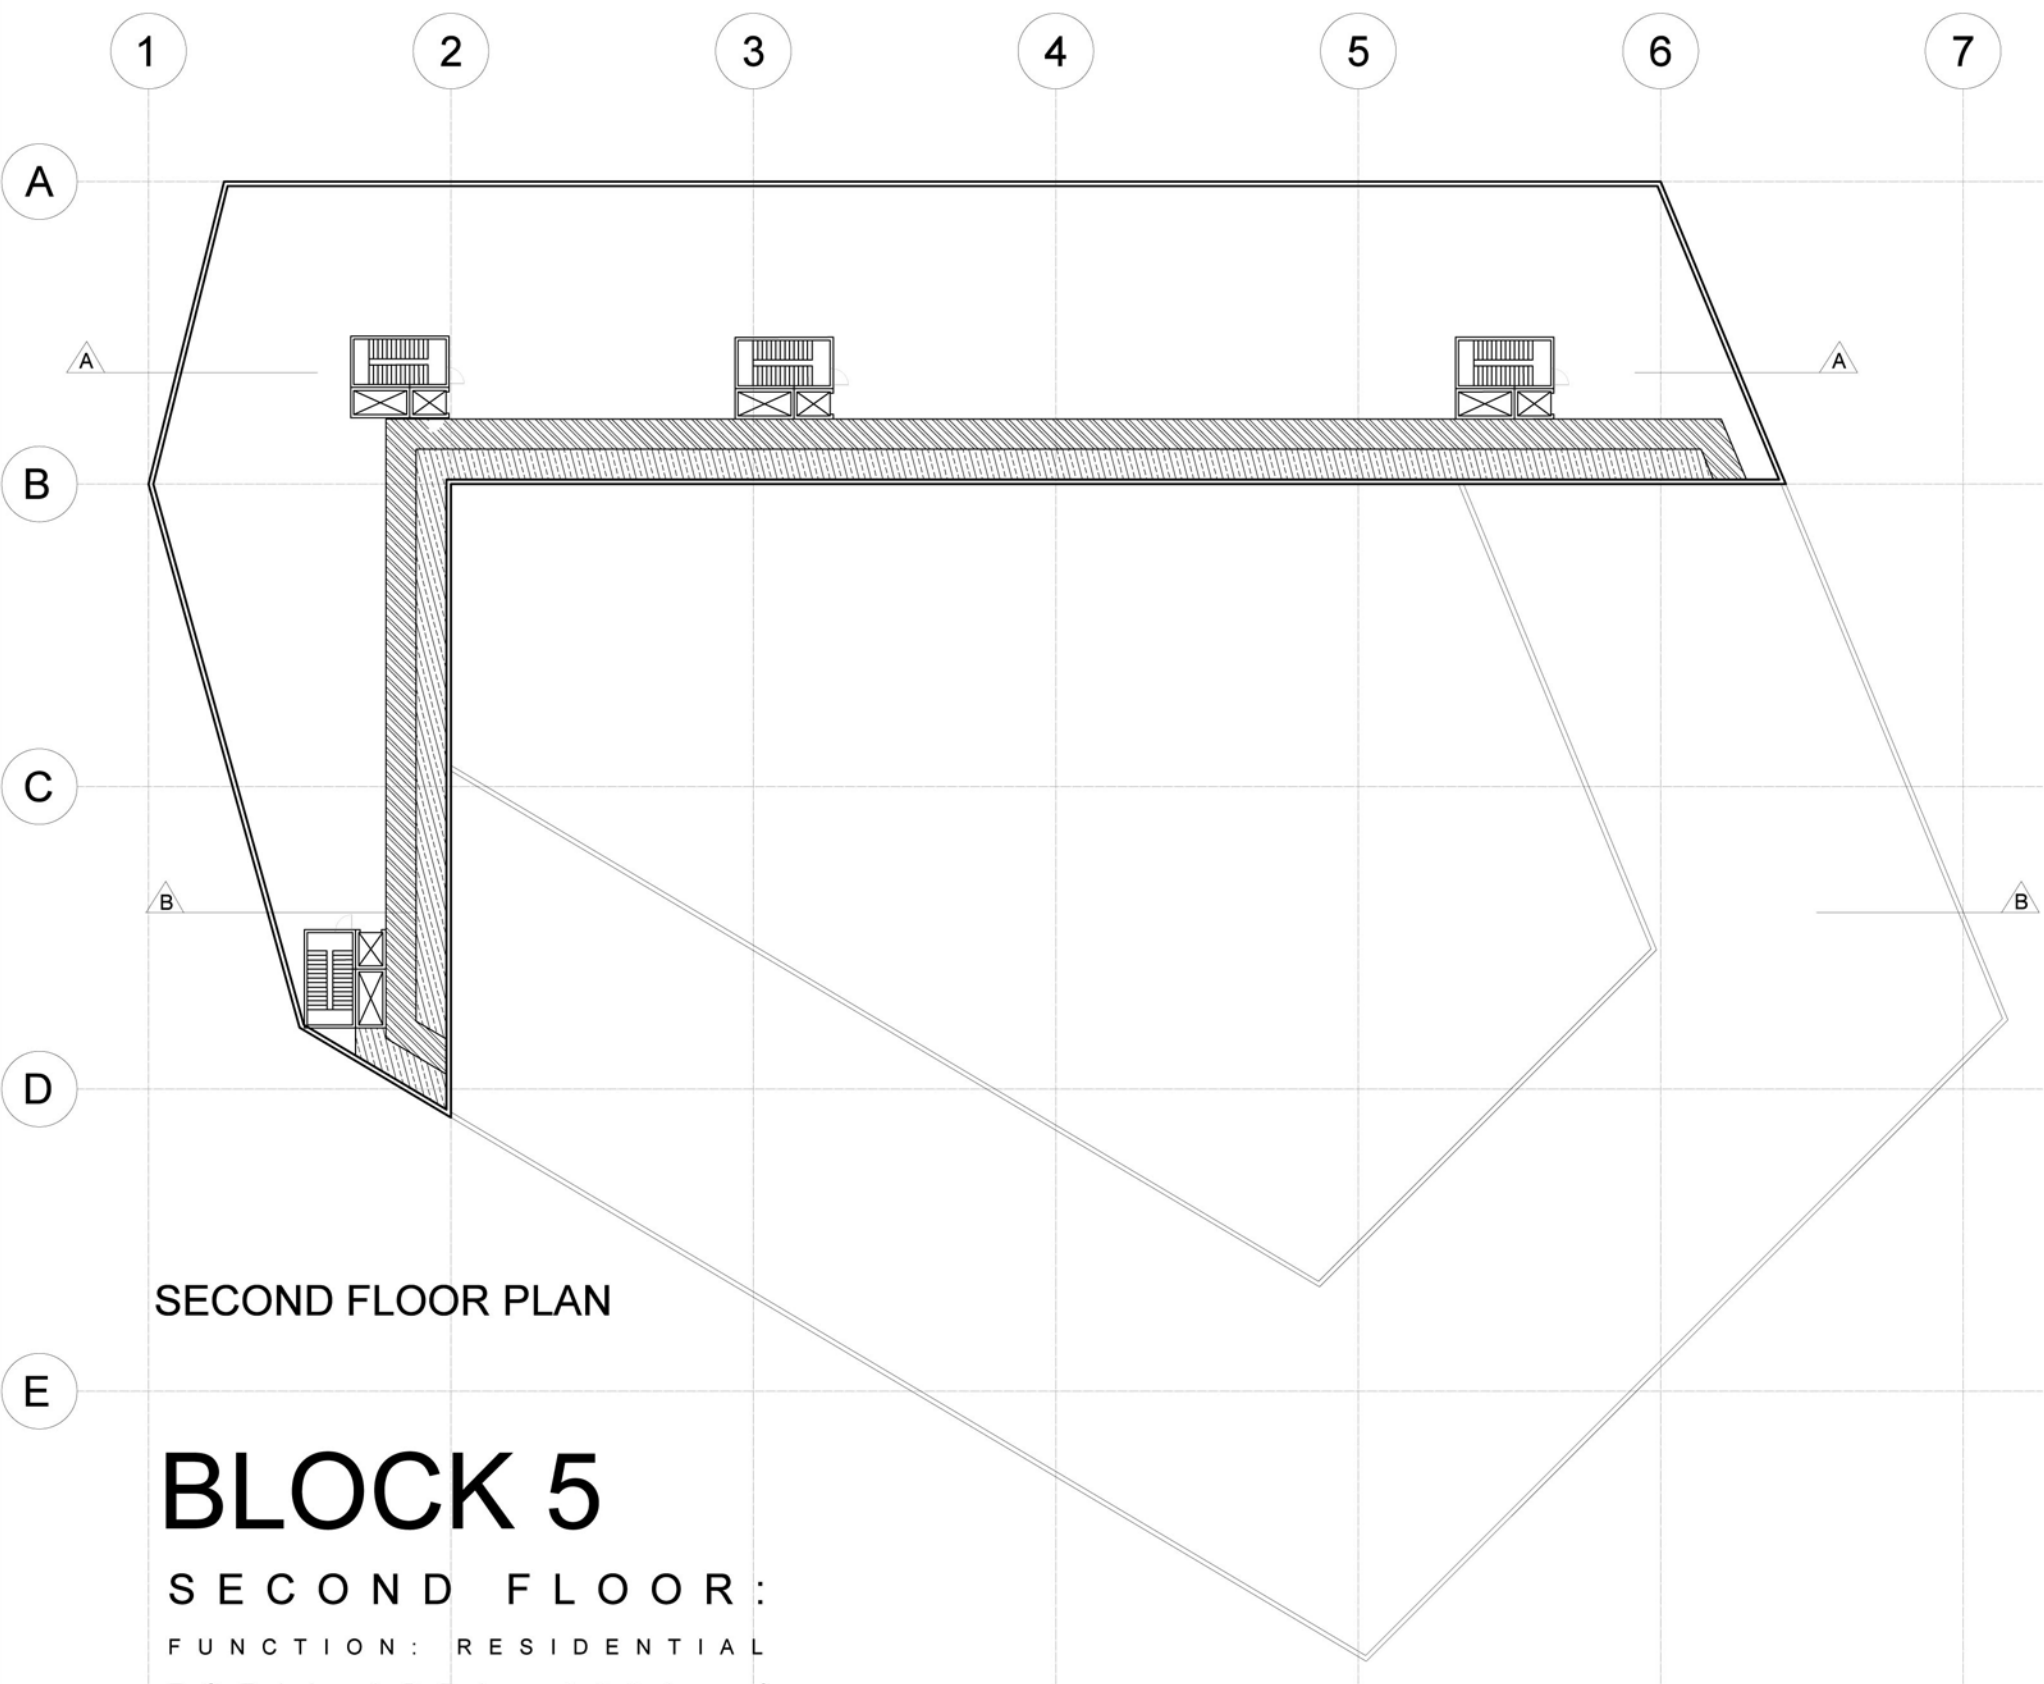 1 2 3 4 5 6 7
A
A A
B
C
B B
D
SECOND FLOOR PLAN
E
BLOCK 5
SECOND FLOOR:
FUNCTION: RESIDENTIAL